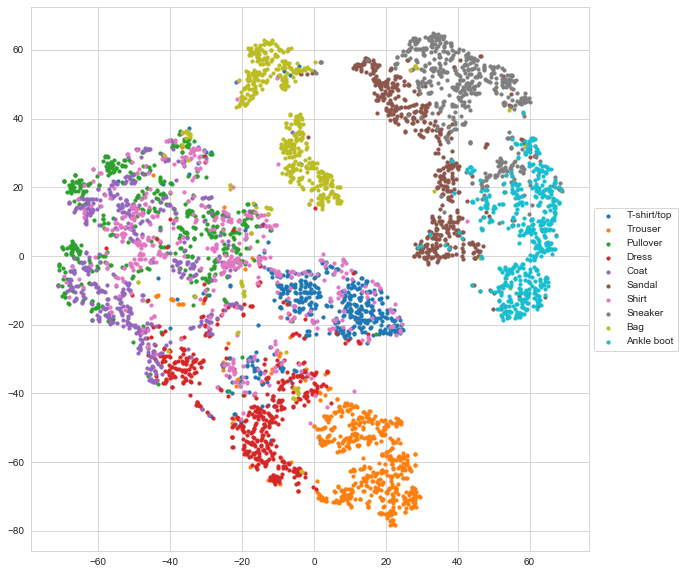 60
40
20
0
−20
−40
−60
−80
−60
−40
−20
0
20
40
60
T-shirt/top
Trouser
Pullover
Dress
Coat
Sandal
Shirt
Sneaker
Bag
Ankle boot